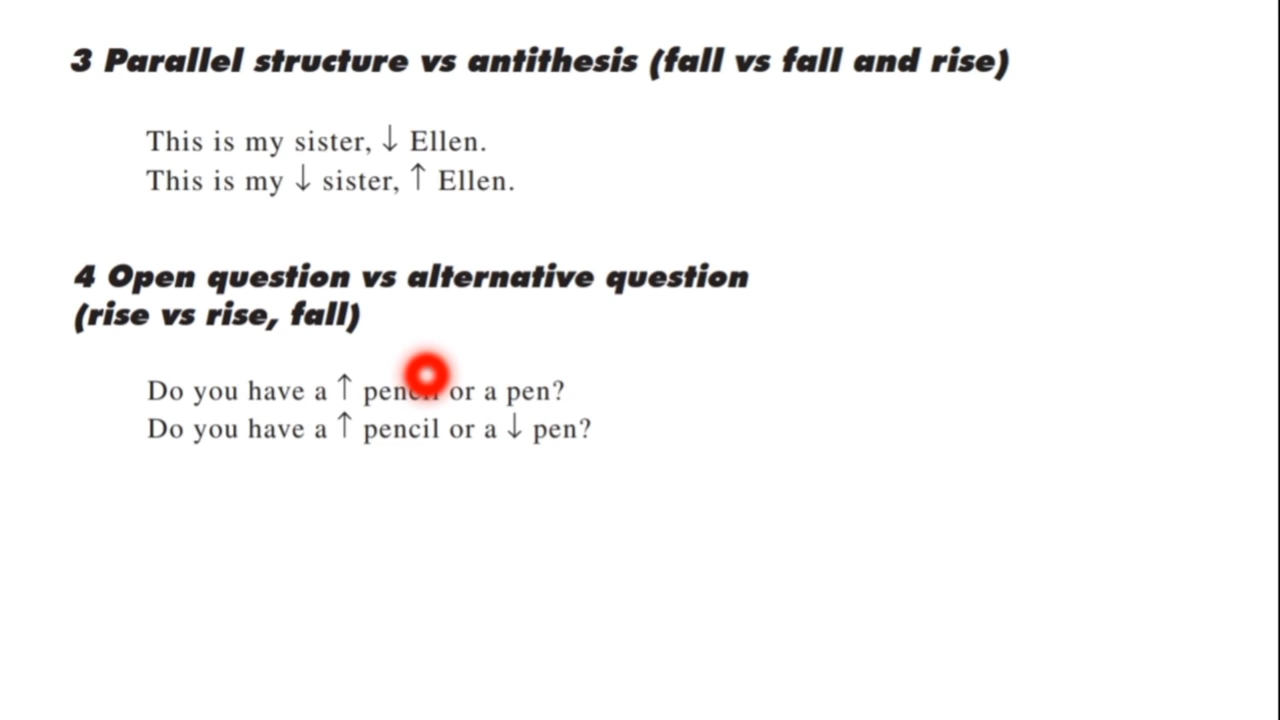 3 Parallel structure vs antithesis (fall vs fall and rise)
This is my sister, ↓ Ellen.
This is my ↓ sister, ↑ Ellen.
4 Open question vs alternative question
(rise vs rise, fall)
Do you have a ↑ pencil or a pen?
Do you have a ↑ pencil or a ↓ pen?